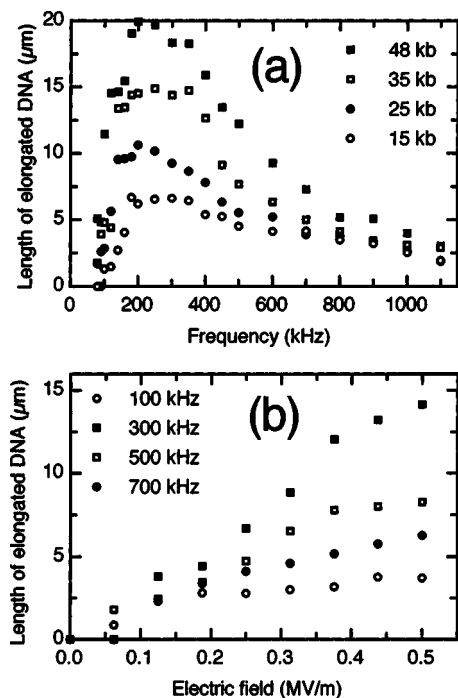 20
15
10
5
0
Length of elongated DNA (μm)
(a)
48 kb
35 kb
25 kb
15 kb
0 200 400 600 800 1000
Frequency (kHz)
15
10
5
0
Length of elongated DNA (μm)
100 kHz
300 kHz
500 kHz
700 kHz
(b)
0.0 0.1 0.2 0.3 0.4 0.5
Electric field (MV/m)